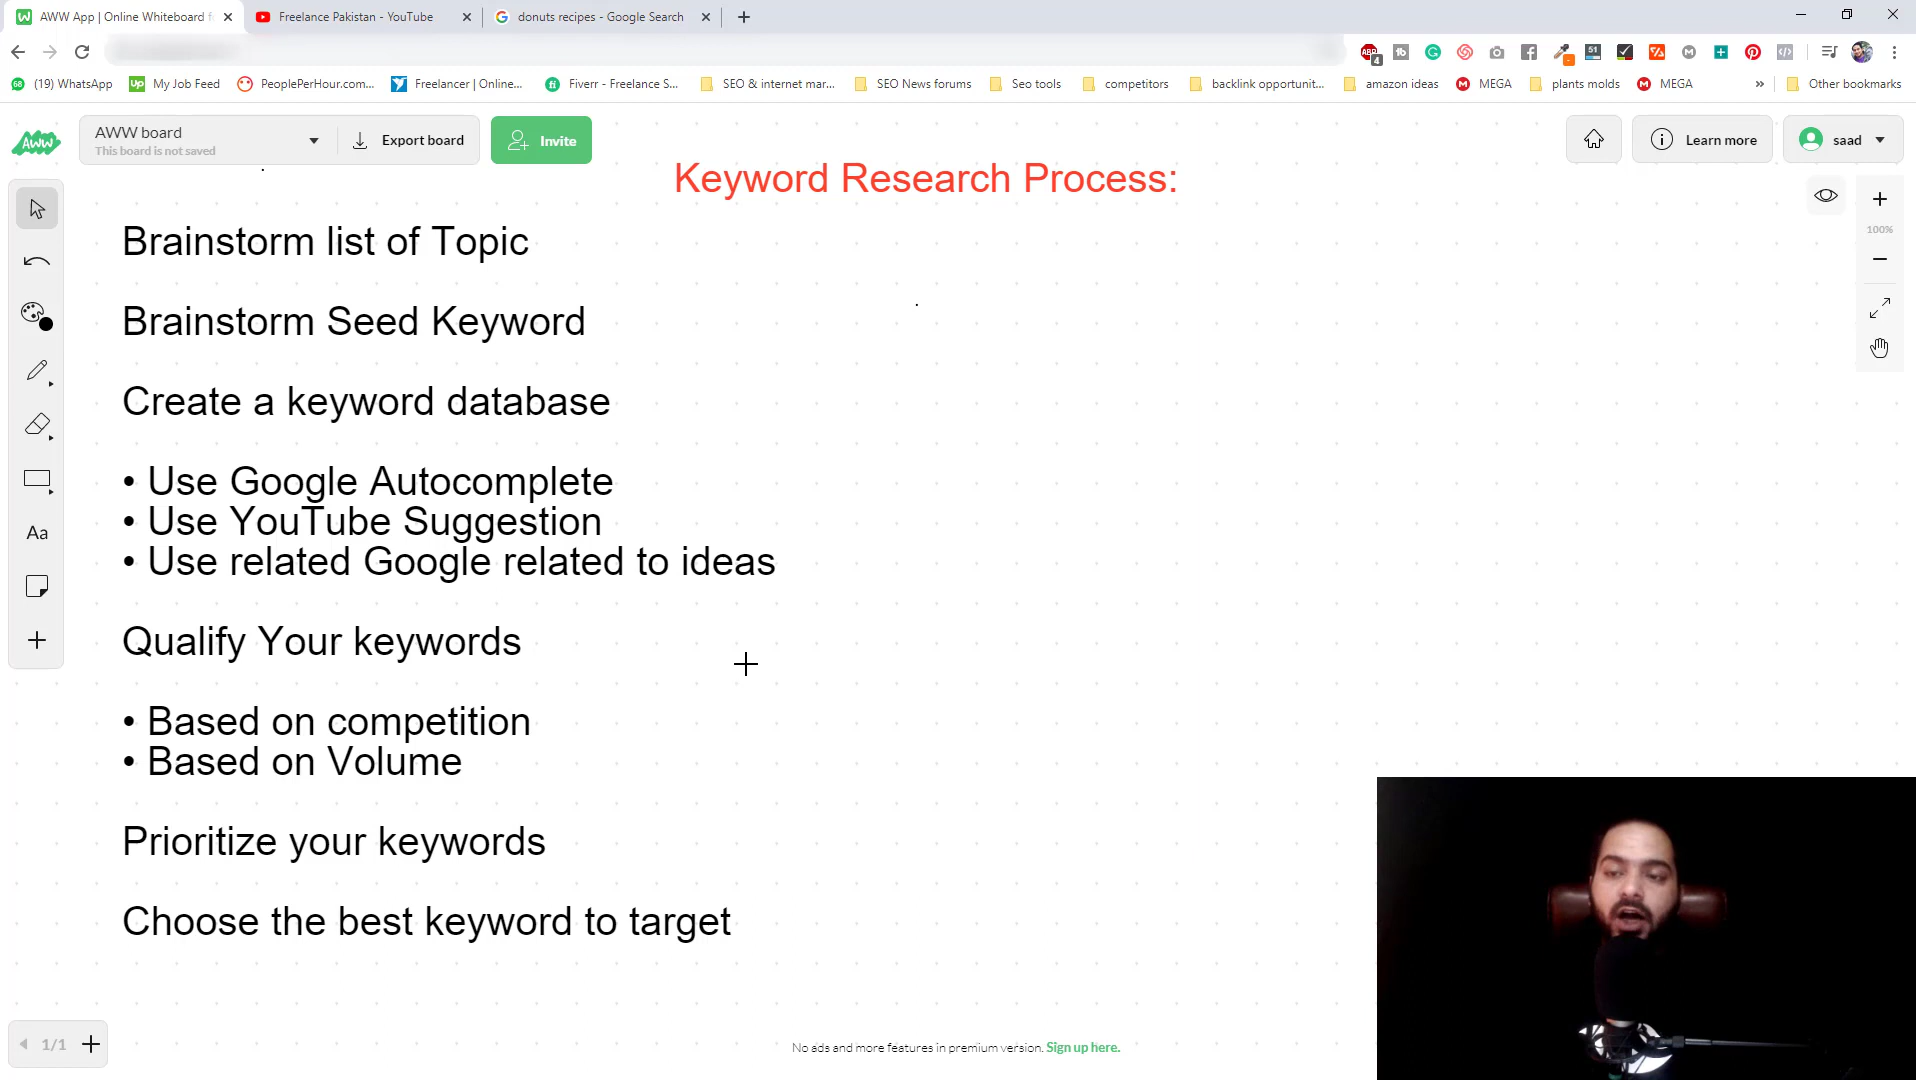 AWW App | Online Whiteboard f
Freelance Pakistan - YouTube
donuts recipes - Google Search
(19) WhatsApp
My Job Feed
PeoplePerHour.com...
Freelancer | Online...
Fiverr - Freelance S...
SEO & internet mar...
SEO News forums
Seo tools
competitors
backlink opportunit...
amazon ideas
MEGA
plants molds
MEGA
»
Other bookmarks
AWW
AWW board
This board is not saved
Export board
Invite
Learn more
saad
100%
Keyword Research Process:
Brainstorm list of Topic
Brainstorm Seed Keyword
Create a keyword database
• Use Google Autocomplete
• Use YouTube Suggestion
• Use related Google related to ideas
Qualify Your keywords
• Based on competition
• Based on Volume
Prioritize your keywords
Choose the best keyword to target
Aa
1/1
No ads and more features in premium version. Sign up here.